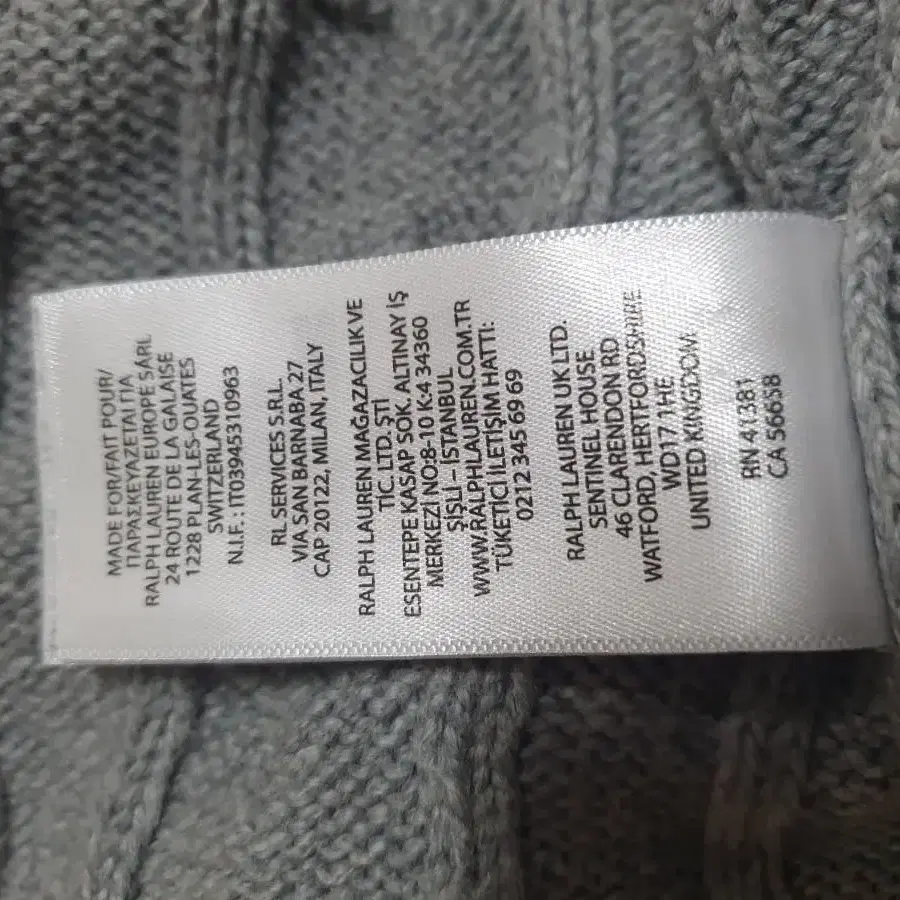 MADE FOR/FAIT POUR/
ΠΑΡΑΣΚΕΥΑΖΕΤΑΙ ΓΙΑ
RALPH LAUREN EUROPE SARL
24 ROUTE DE LA GALAISE
1228 PLAN-LES-OUATES
SWITZERLAND
N.I.F. : IT03945310963
RL SERVICES S.R.L.
VIA SAN BARNABA 27
CAP 20122, MILAN, ITALY
RALPH LAUREN MAĞAZACILIK VE
TİC. LTD. ŞTİ
ESENTEPE KASAP SOK. ALTINAY İŞ
MERKEZİ NO:8-10 K:4 34360
ŞİŞLİ – İSTANBUL
WWW.RALPHLAUREN.COM.TR
TÜKETİCİ İLETİŞİM HATTI:
0212 345 69 69
RALPH LAUREN UK LTD.
SENTINEL HOUSE
46 CLARENDON RD
WATFORD, HERTFORDSHIRE
WD17 1HE
UNITED KINGDOM
RN 41381
CA 56658